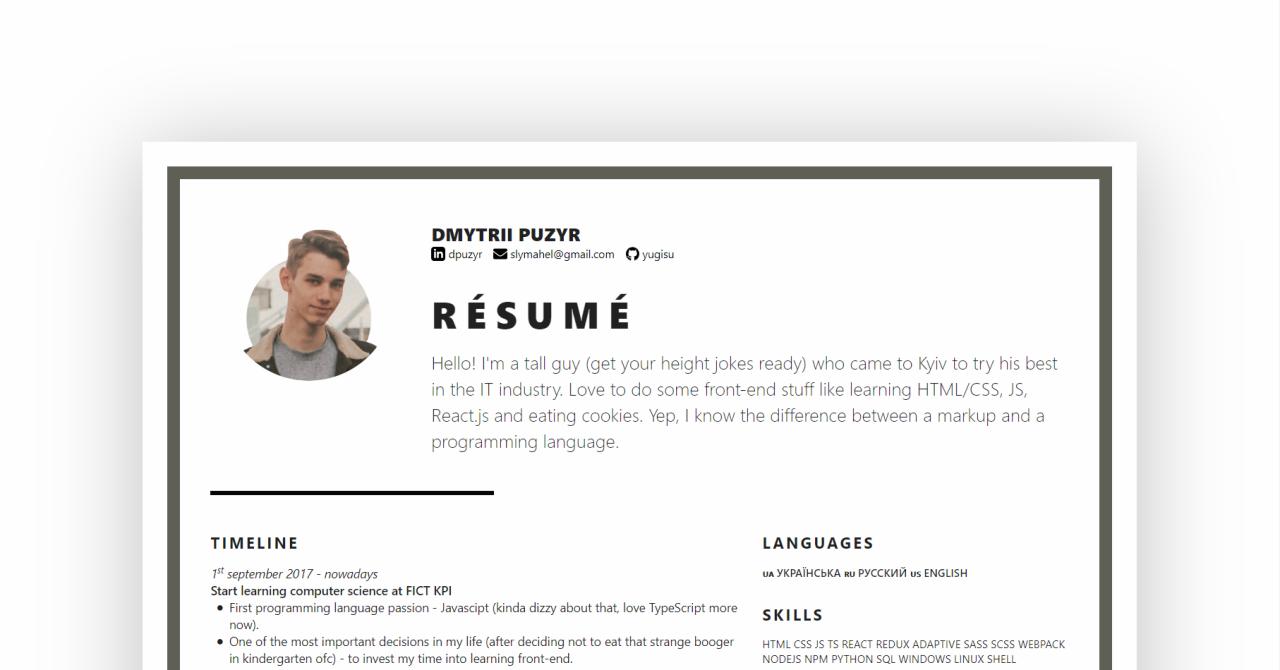 DMYTRII PUZYR
dpuzyr slymahel@gmail.com yugisu
RÉSUMÉ
Hello! I'm a tall guy (get your height jokes ready) who came to Kyiv to try his best
in the IT industry. Love to do some front-end stuff like learning HTML/CSS, JS,
React.js and eating cookies. Yep, I know the difference between a markup and a
programming language.
TIMELINE
1st september 2017 - nowadays
Start learning computer science at FICT KPI
● First programming language passion - Javascipt (kinda dizzy about that, love TypeScript more
now).
● One of the most important decisions in my life (after deciding not to eat that strange booger
in kindergarten ofc) - to invest my time into learning front-end.
LANGUAGES
UA УКРАЇНСЬКА RU РУССКИЙ US ENGLISH
SKILLS
HTML CSS JS TS REACT REDUX ADAPTIVE SASS SCSS WEBPACK
NODEJS NPM PYTHON SQL WINDOWS LINUX SHELL